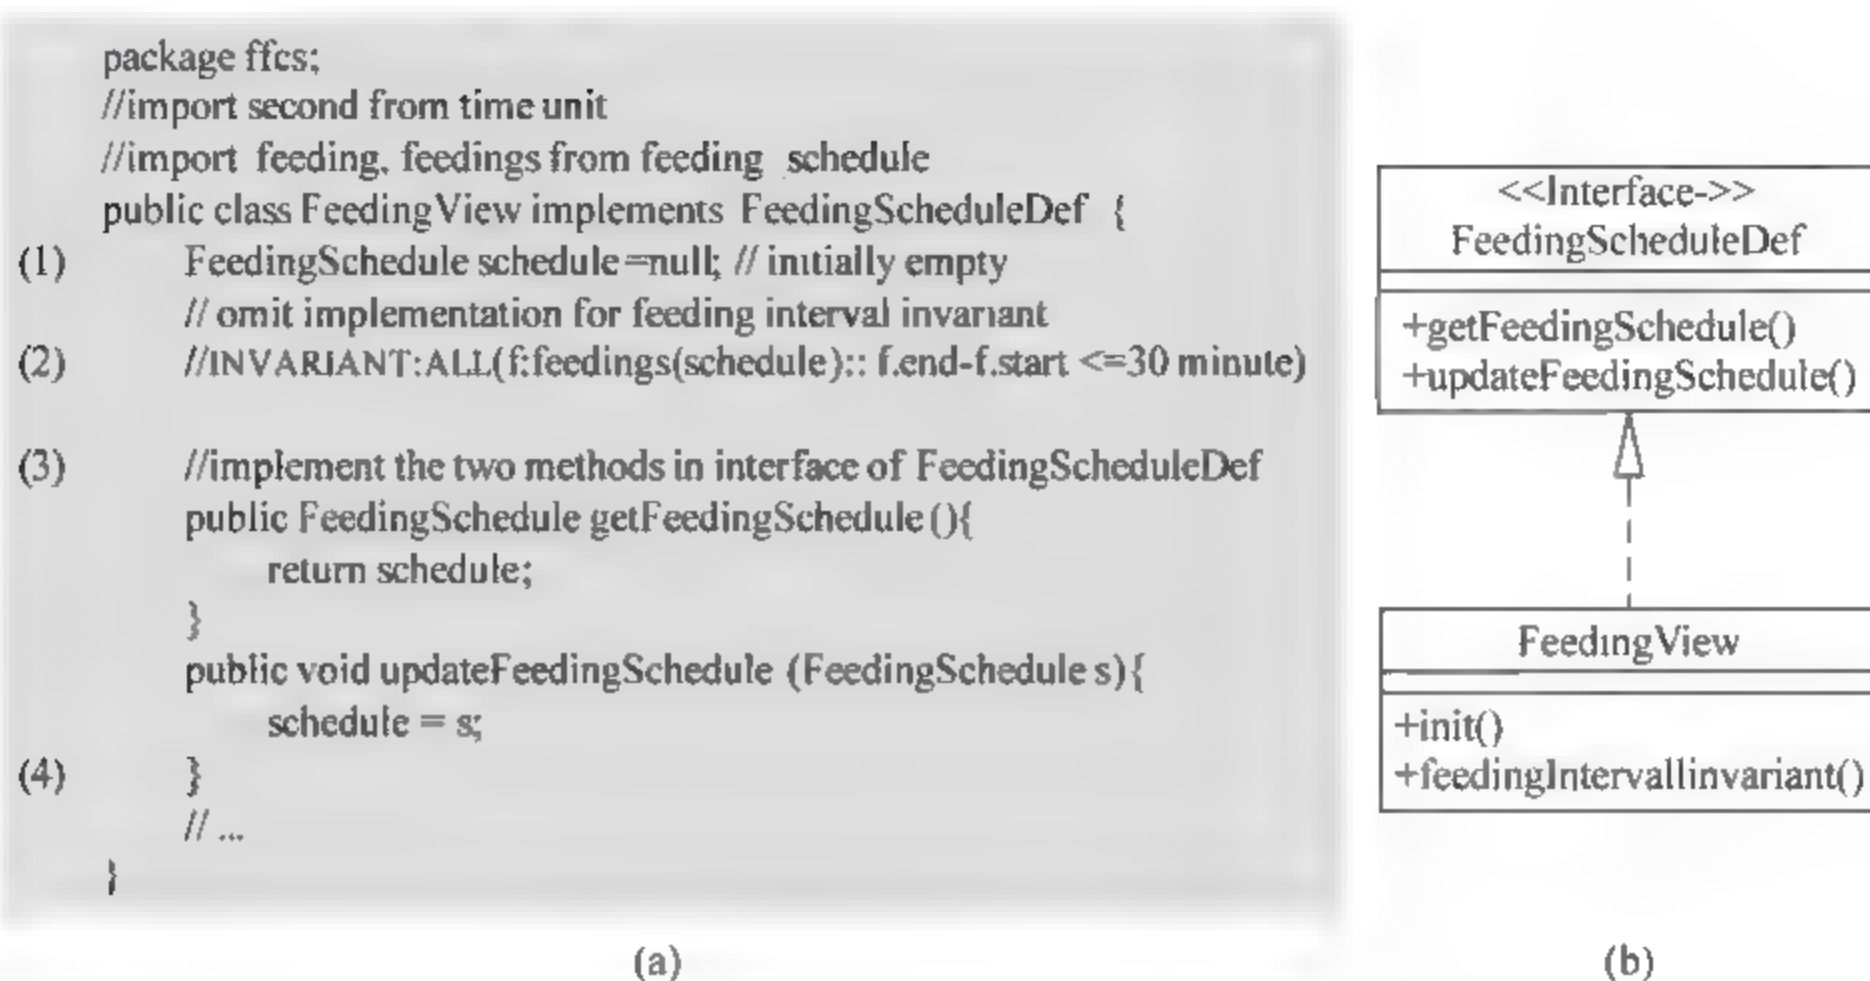 package ffcs;
//import second from time unit
//import feeding, feedings from feeding schedule
public class FeedingView implements FeedingScheduleDef {
(1) FeedingSchedule schedule=null; // initially empty
// omit implementation for feeding interval invariant
(2) //INVARIANT:ALL(f:feedings(schedule):: f.end-f.start <=30 minute)
(3) //implement the two methods in interface of FeedingScheduleDef
public FeedingSchedule getFeedingSchedule(){
return schedule;
}
public void updateFeedingSchedule (FeedingSchedule s){
schedule = s;
(4) }
// ...
}
(a)
<<Interface->>
FeedingScheduleDef
+getFeedingSchedule()
+updateFeedingSchedule()
FeedingView
+init()
+feedingIntervallinvariant()
(b)